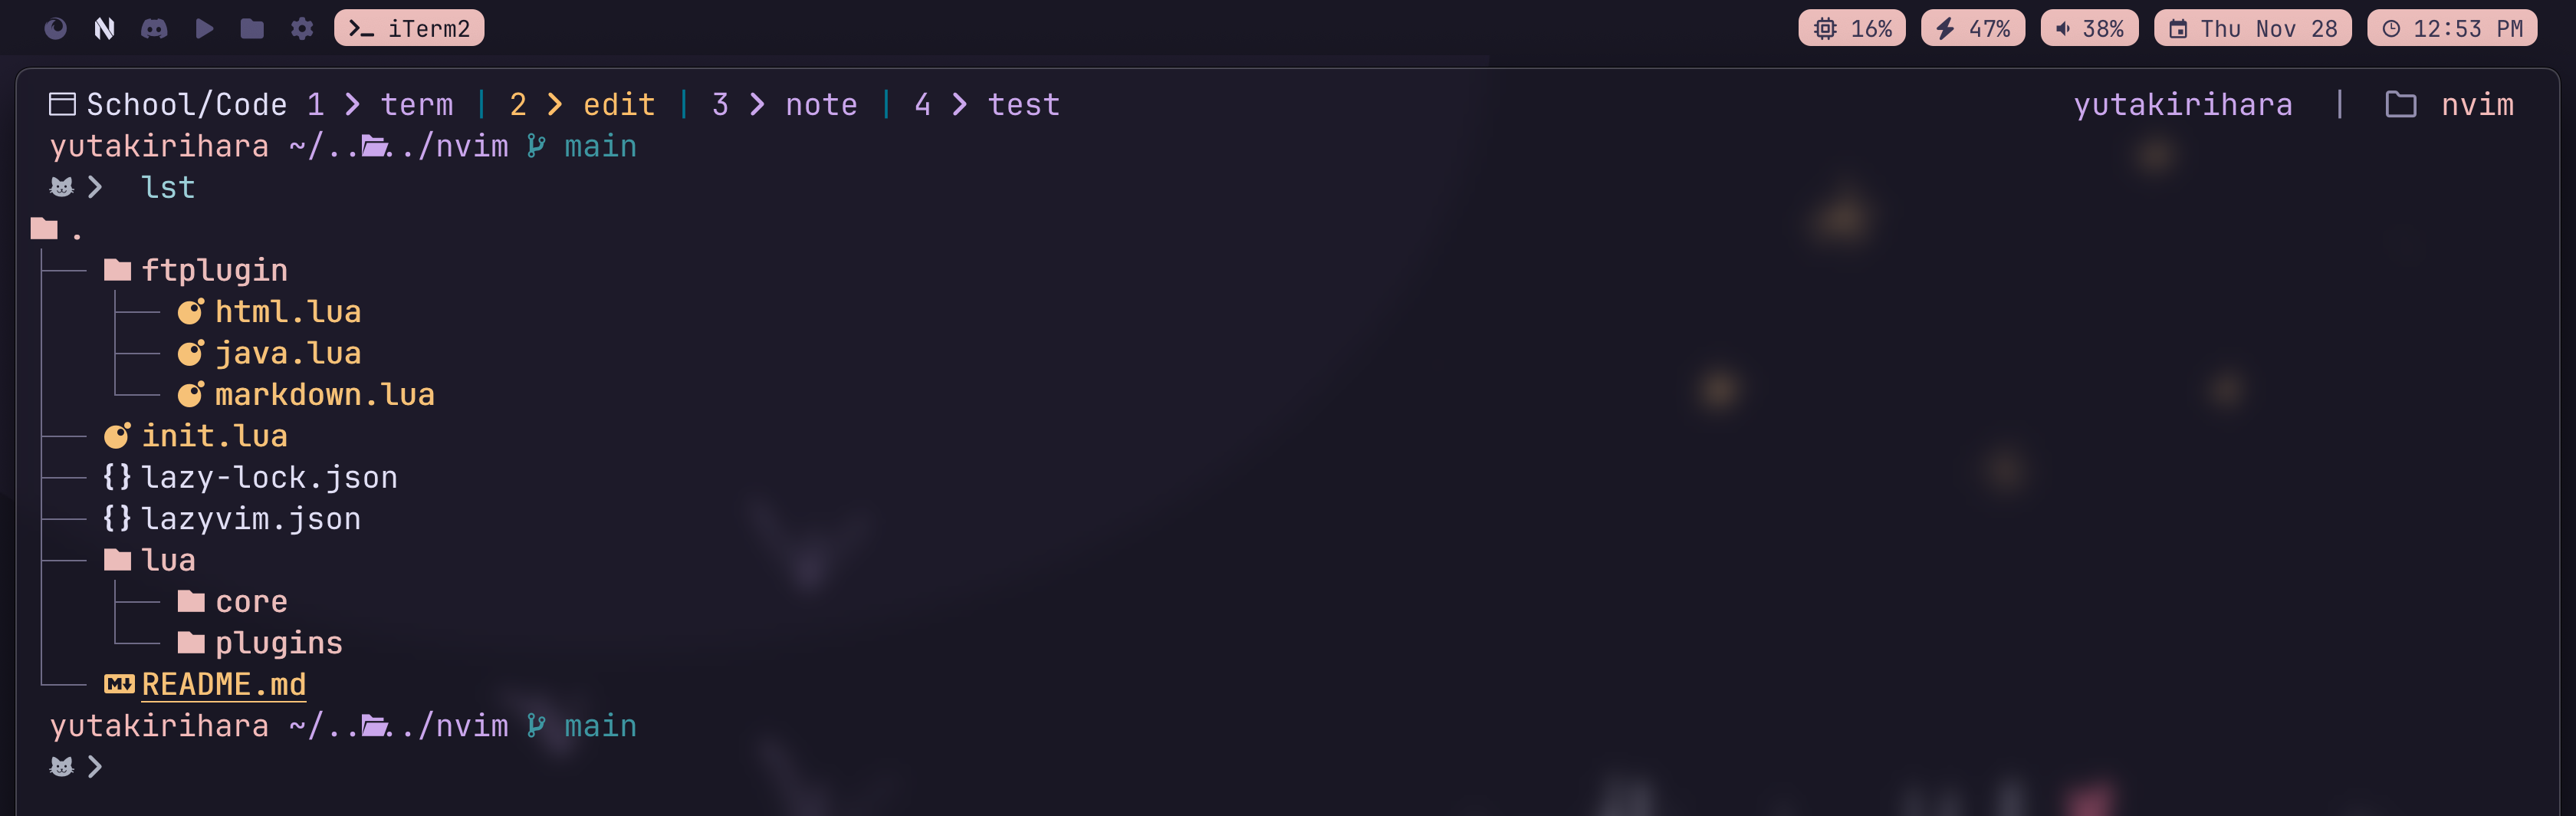 iTerm2 16% 47% 38% Thu Nov 28 12:53 PM
School/Code 1 > term | 2 > edit | 3 > note | 4 > test yutakirihara | nvim
yutakirihara ~/.. ../nvim main
> lst
.
ftplugin
html.lua
java.lua
markdown.lua
init.lua
{} lazy-lock.json
{} lazyvim.json
lua
core
plugins
README.md
yutakirihara ~/.. ../nvim main
>